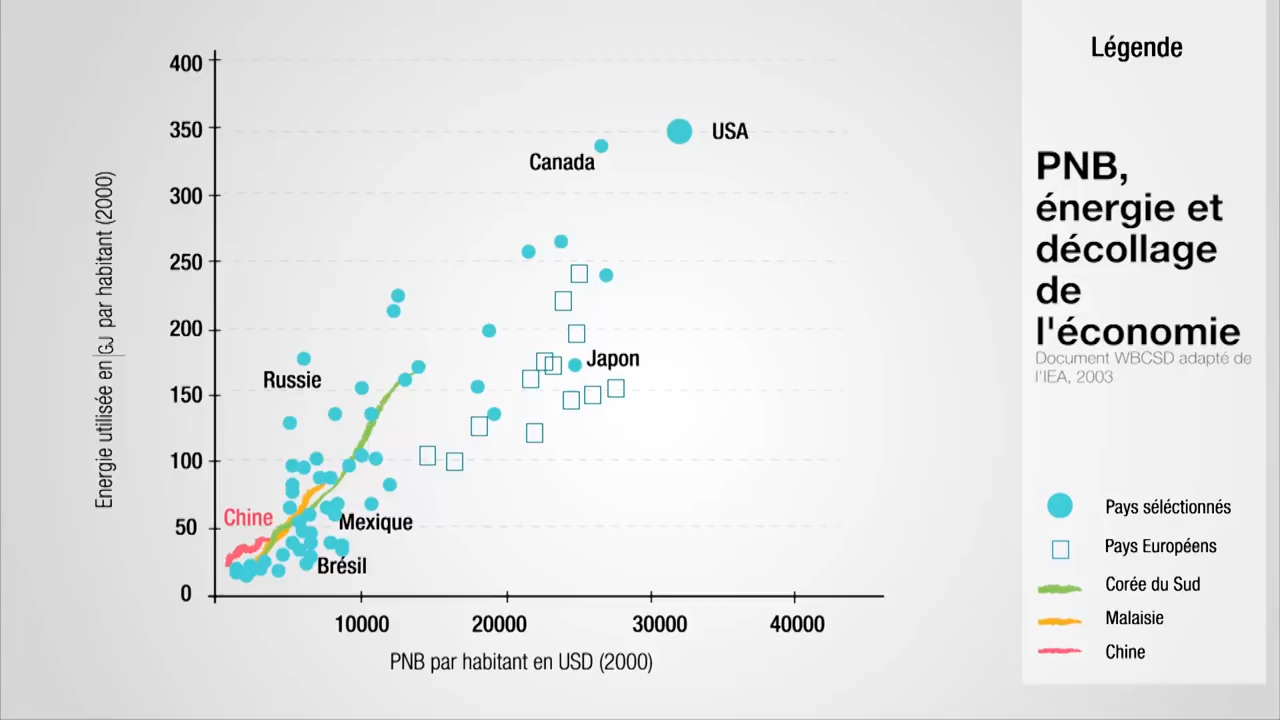 400
350
300
250
200
150
100
50
0
Energie utilisée en GJ par habitant (2000)
USA
Canada
Japon
Russie
Chine
Mexique
Brésil
10000
20000
30000
40000
PNB par habitant en USD (2000)
Légende
PNB,
énergie et
décollage
de
l'économie
Document WBCSD adapté de
l'IEA, 2003
Pays séléctionnés
Pays Européens
Corée du Sud
Malaisie
Chine